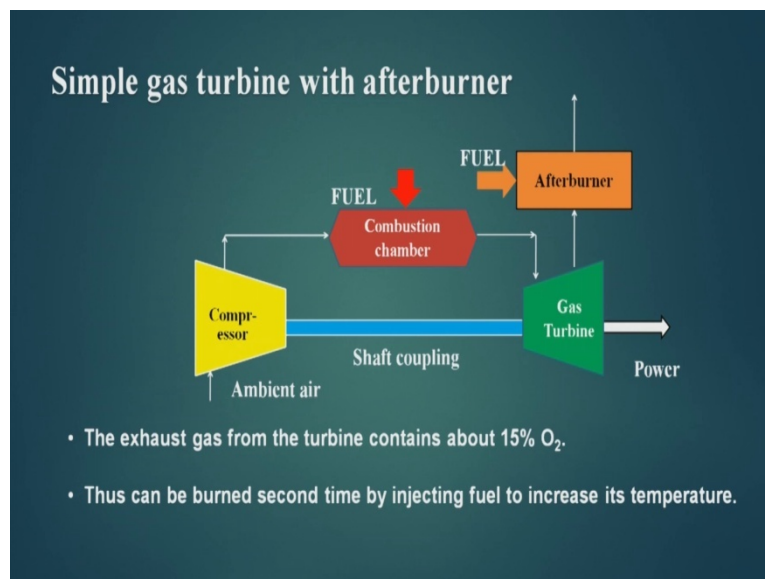 Simple gas turbine with afterburner
FUEL
Afterburner
FUEL
Combustion
chamber
Compr-
essor
Gas
Turbine
Shaft coupling
Power
Ambient air
• The exhaust gas from the turbine contains about 15% O₂.
• Thus can be burned second time by injecting fuel to increase its temperature.